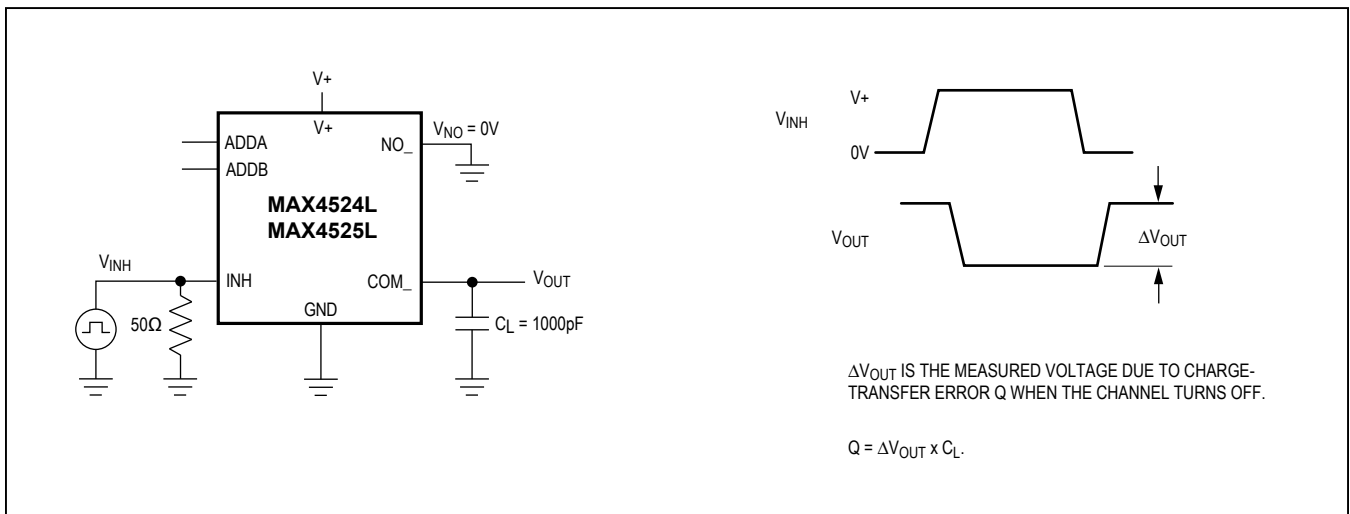 V+
V+
ADDA
ADDB
NO_
V_NO = 0V
MAX4524L
MAX4525L
V_INH
INH
COM_
V_OUT
50Ω
GND
C_L = 1000pF
V_INH
V+
0V
V_OUT
ΔV_OUT
ΔV_OUT IS THE MEASURED VOLTAGE DUE TO CHARGE-
TRANSFER ERROR Q WHEN THE CHANNEL TURNS OFF.
Q = ΔV_OUT x C_L.